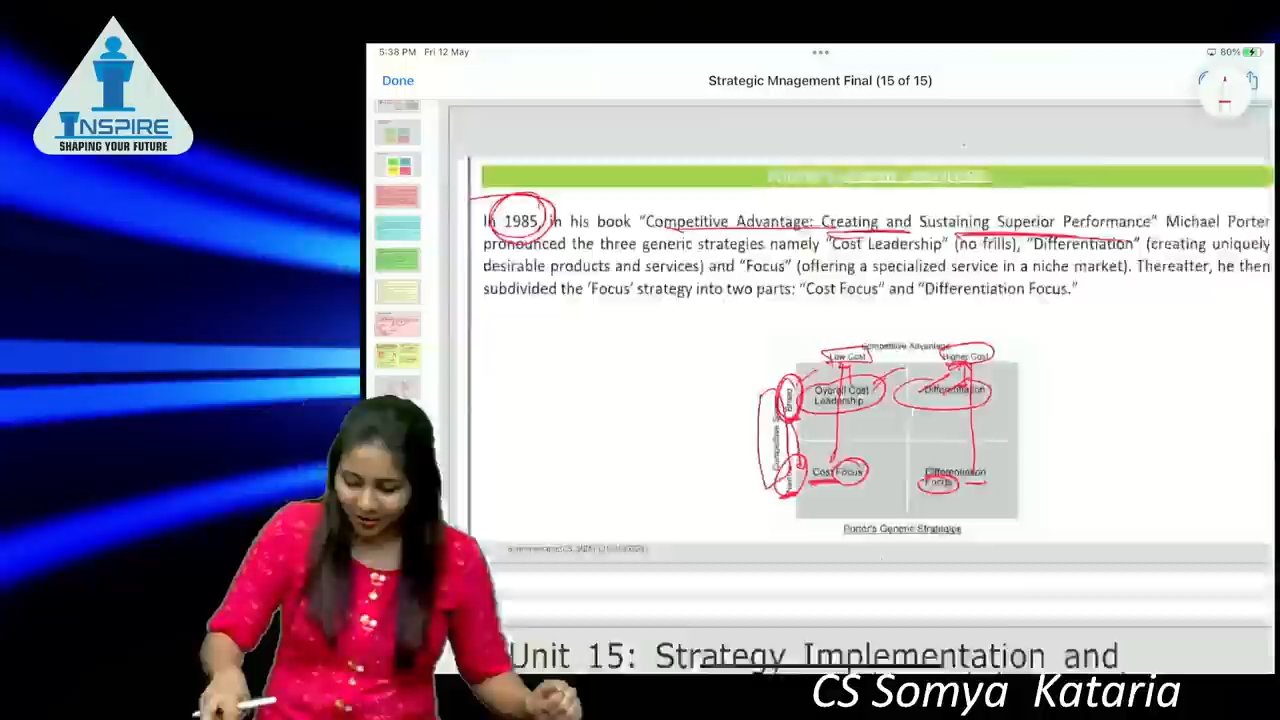 INSPIRE
SHAPING YOUR FUTURE
5:38 PM Fri 12 May
80%
Done
Strategic Mnagement Final (15 of 15)
In 1985 in his book "Competitive Advantage: Creating and Sustaining Superior Performance" Michael Porter
pronounced the three generic strategies namely "Cost Leadership" (no frills), "Differentiation" (creating uniquely
desirable products and services) and "Focus" (offering a specialized service in a niche market). Thereafter, he then
subdivided the 'Focus' strategy into two parts: "Cost Focus" and "Differentiation Focus."
Competitive Advantage
Low Cost Higher Cost
Overall Cost Differentiation
Leadership
Cost Focus Differentiation
Focus
Porter's Generic Strategies
Unit 15: Strategy Implementation and
CS Somya Kataria